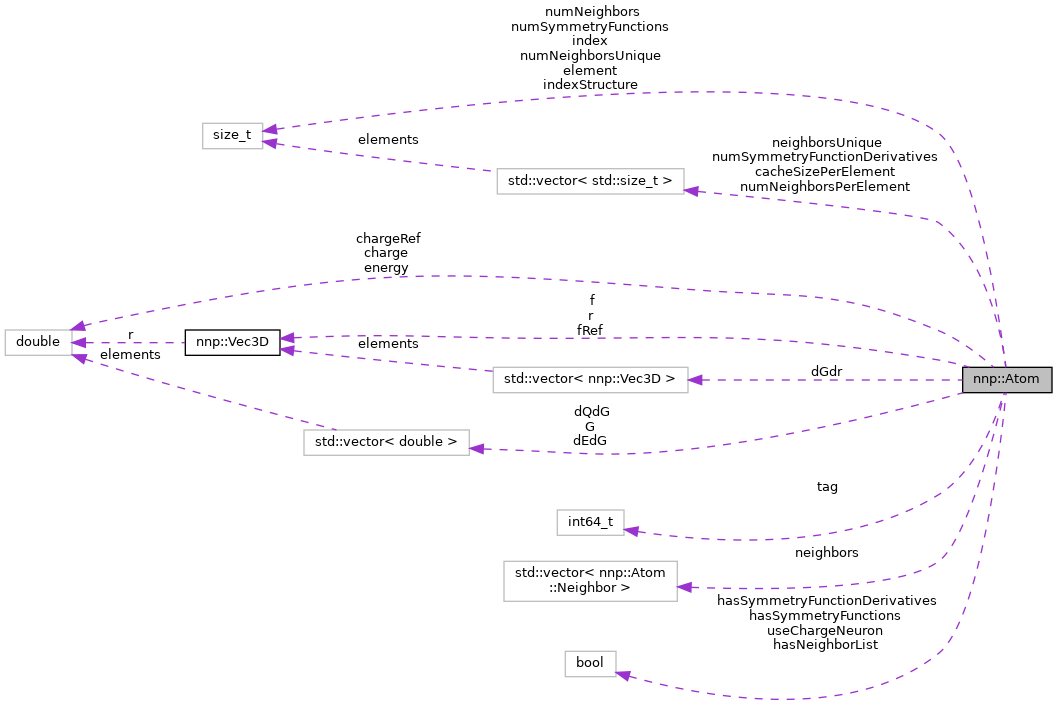 numNeighbors
numSymmetryFunctions
index
numNeighborsUnique
element
indexStructure
size_t
elements
neighborsUnique
numSymmetryFunctionDerivatives
cacheSizePerElement
numNeighborsPerElement
std::vector< std::size_t >
chargeRef
charge
energy
f
r
fRef
double
r
nnp::Vec3D
elements
elements
std::vector< nnp::Vec3D >
dGdr
nnp::Atom
dQdG
G
dEdG
std::vector< double >
tag
int64_t
neighbors
std::vector< nnp::Atom
::Neighbor >
hasSymmetryFunctionDerivatives
hasSymmetryFunctions
useChargeNeuron
hasNeighborList
bool